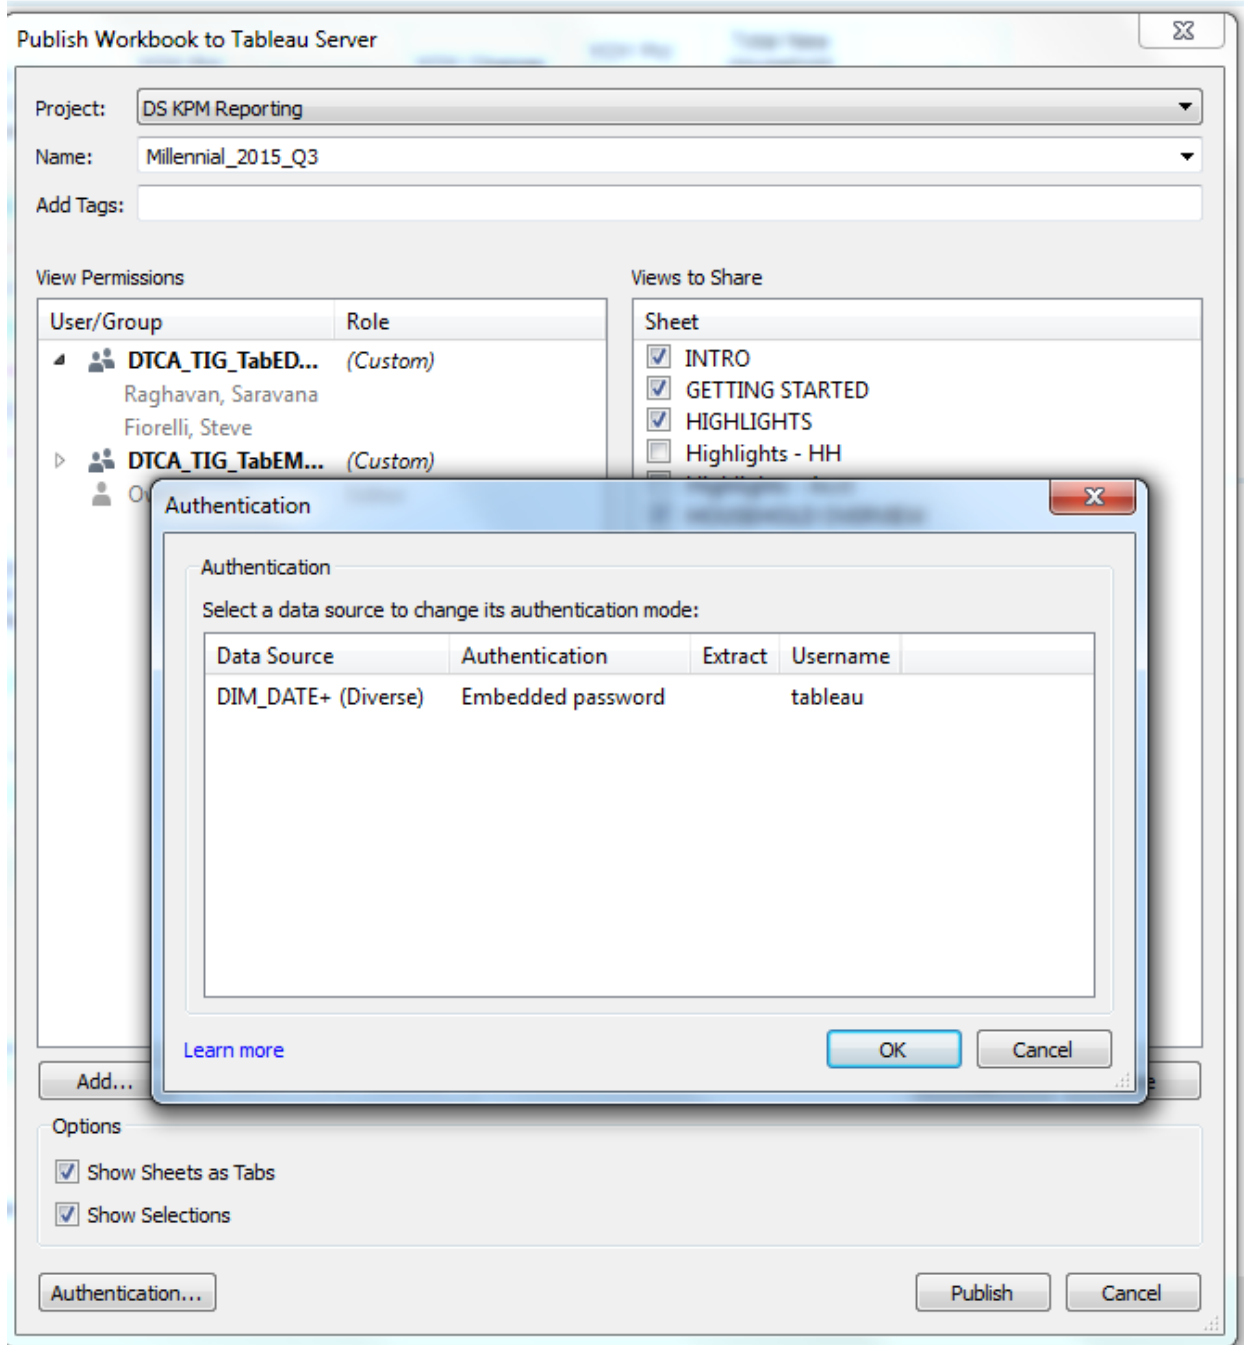 Publish Workbook to Tableau Server
Project: DS KPM Reporting
Name: Millennial_2015_Q3
Add Tags:
View Permissions
User/Group Role
DTCA_TIG_TabED... (Custom)
Raghavan, Saravana
Fiorelli, Steve
DTCA_TIG_TabEM... (Custom)
Views to Share
Sheet
INTRO
GETTING STARTED
HIGHLIGHTS
Highlights - HH
HOUSEHOLD OVERVIEW
Authentication
Authentication
Select a data source to change its authentication mode:
Data Source Authentication Extract Username
DIM_DATE+ (Diverse) Embedded password tableau
Learn more OK Cancel
Add...
Options
Show Sheets as Tabs
Show Selections
Authentication... Publish Cancel